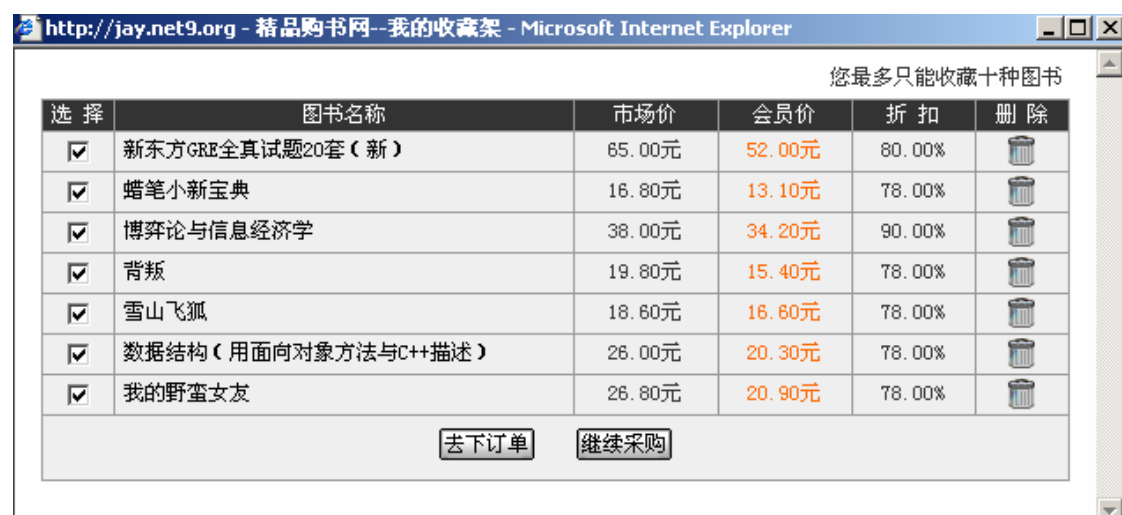 http://jay.net9.org - 精品购书网--我的收藏架 - Microsoft Internet Explorer
您最多只能收藏十种图书
选 择 图书名称 市场价 会员价 折 扣 删 除
新东方GRE全真试题20套(新) 65.00元 52.00元 80.00%
蜡笔小新宝典 16.80元 13.10元 78.00%
博弈论与信息经济学 38.00元 34.20元 90.00%
背叛 19.80元 15.40元 78.00%
雪山飞狐 18.60元 16.60元 78.00%
数据结构(用面向对象方法与C++描述) 26.00元 20.30元 78.00%
我的野蛮女友 26.80元 20.90元 78.00%
去下订单 继续采购